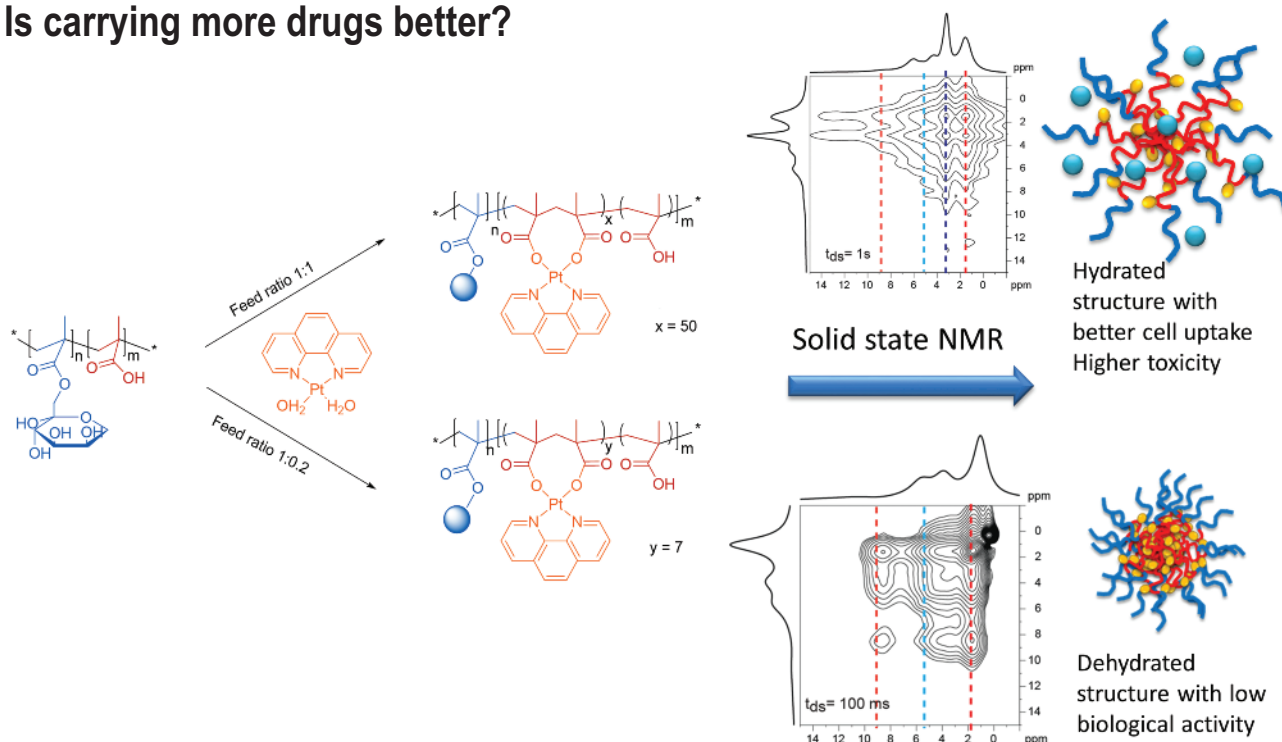 Is carrying more drugs better?
*
n
m
*
O
O
O
OH
HO
HO
OH
OH
OH
Feed ratio 1:1
N
N
Pt
OH2
H2O
Feed ratio 1:0.2
*
n
x
m
*
O
O
O
O
O
O
O
OH
Pt
N
N
x = 50
*
n
y
m
*
O
O
O
O
O
O
O
OH
Pt
N
N
y = 7
ppm
0
2
4
6
8
10
12
14
tds= 1s
14 12 10 8 6 4 2 0 ppm
Solid state NMR
Hydrated
structure with
better cell uptake
Higher toxicity
ppm
0
2
4
6
8
10
12
14
tds= 100 ms
14 12 10 8 6 4 2 0 ppm
Dehydrated
structure with low
biological activity